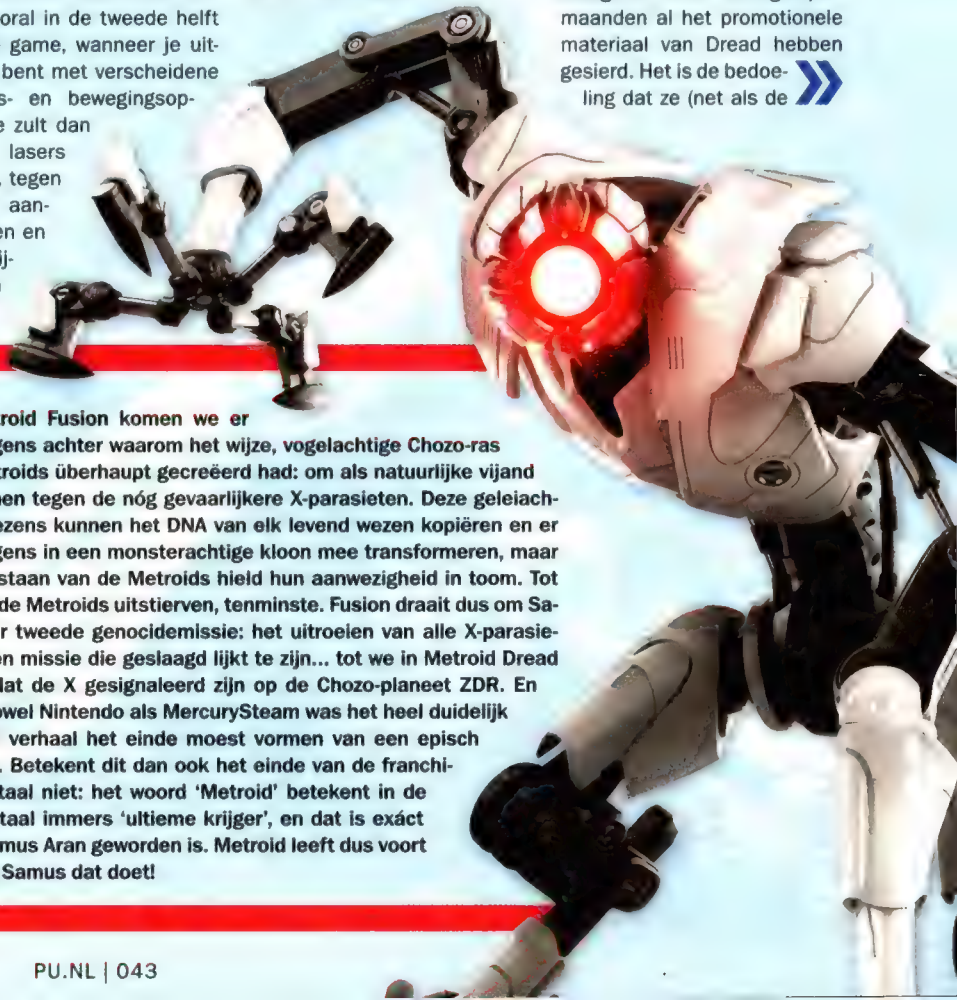 oral in de tweede helft
game, wanneer je uit-
bent met verscheidene
s- en bewegingsop-
e zult dan
lasers
tegen
aan-
en en
ij-
maanden al het promotionele
materiaal van Dread hebben
gesierd. Het is de bedoe-
ling dat ze (net als de
roid Fusion komen we er
gens achter waarom het wijze, vogelachtige Chozo-ras
troids überhaupt gecreëerd had: om als natuurlijke vijand
nen tegen de nóg gevaarlijkere X-parasieten. Deze geleiach-
ezens kunnen het DNA van elk levend wezen kopiëren en er
gens in een monsterachtige kloon mee transformeren, maar
staan van de Metroids hield hun aanwezigheid in toom. Tot
de Metroids uitstierven, tenminste. Fusion draait dus om Sa-
r tweede genocidemissie: het uitroeien van alle X-parasie-
en missie die geslaagd lijkt te zijn... tot we in Metroid Dread
dat de X gesignaleerd zijn op de Chozo-planeet ZDR. En
owel Nintendo als MercurySteam was het heel duidelijk
verhaal het einde moest vormen van een episch
. Betekent dit dan ook het einde van de franchi-
taal niet: het woord ‘Metroid’ betekent in de
taal immers ‘ultieme krijger’, en dat is exáct
mus Aran geworden is. Metroid leeft dus voort
Samus dat doet!
PU.NL | 043